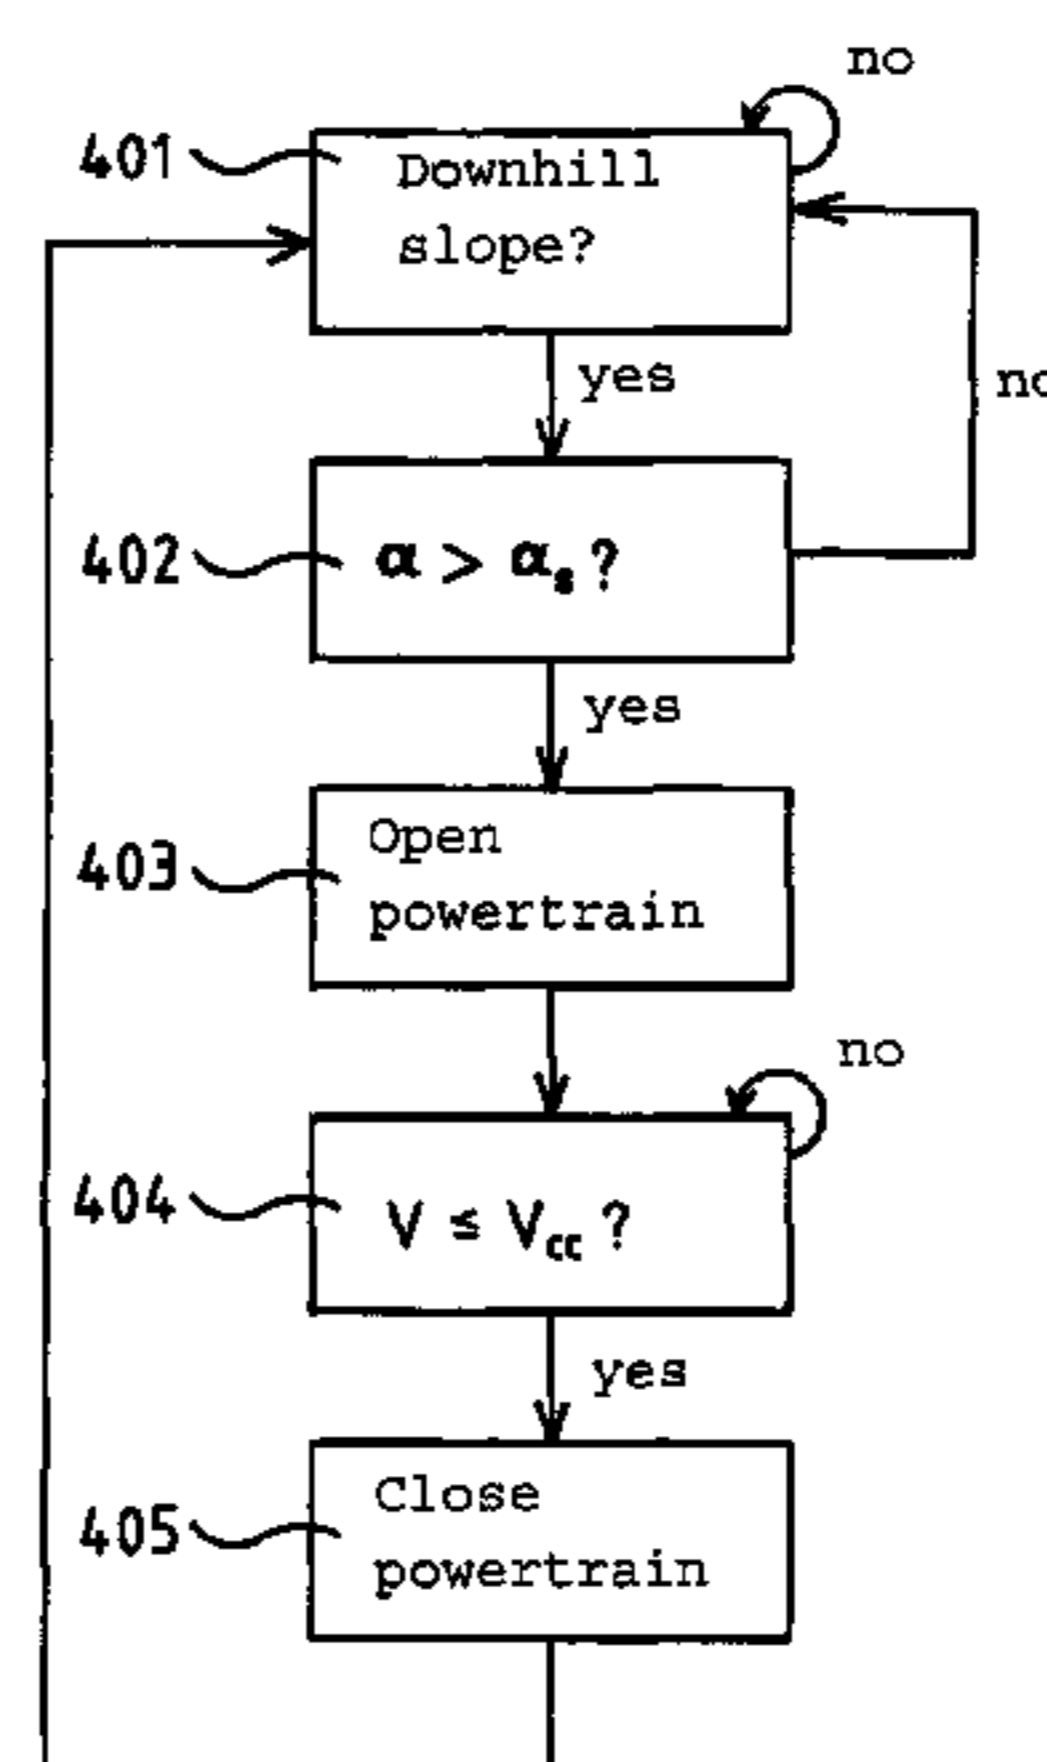 no
401
Downhill
slope?
yes
no
402
α > αs ?
yes
403
Open
powertrain
no
404
V ≤ Vcc ?
yes
405
Close
powertrain